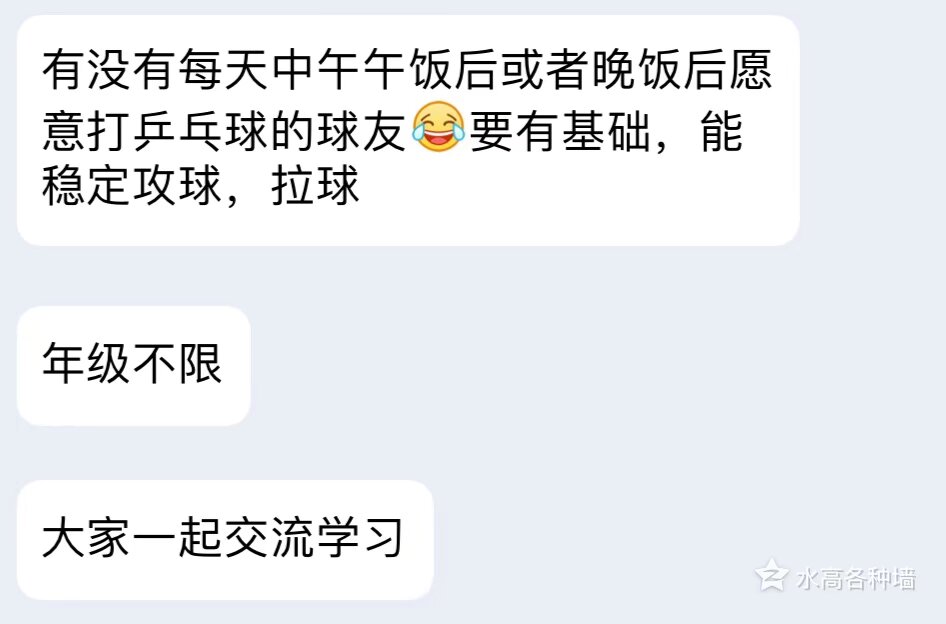 有没有每天中午午饭后或者晚饭后愿
意打乒乓球的球友😂要有基础，能
稳定攻球，拉球
年级不限
大家一起交流学习
水高各种墙